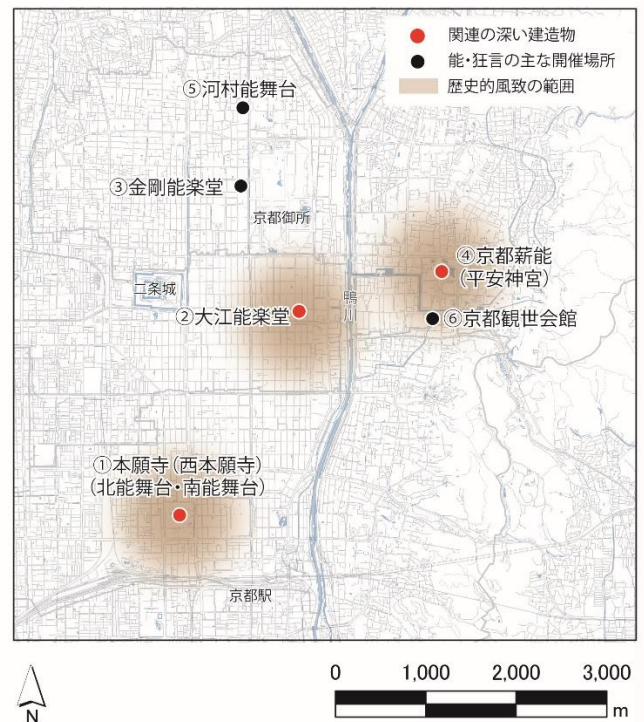 関連の深い建造物
能・狂言の主な開催場所
歴史的風致の範囲
⑤河村能舞台
③金剛能楽堂
京都御所
④京都薪能
(平安神宮)
二条城
②大江能楽堂
鴨川
⑥京都観世会館
①本願寺(西本願寺)
(北能舞台・南能舞台)
京都駅
N
0 1,000 2,000 3,000
m